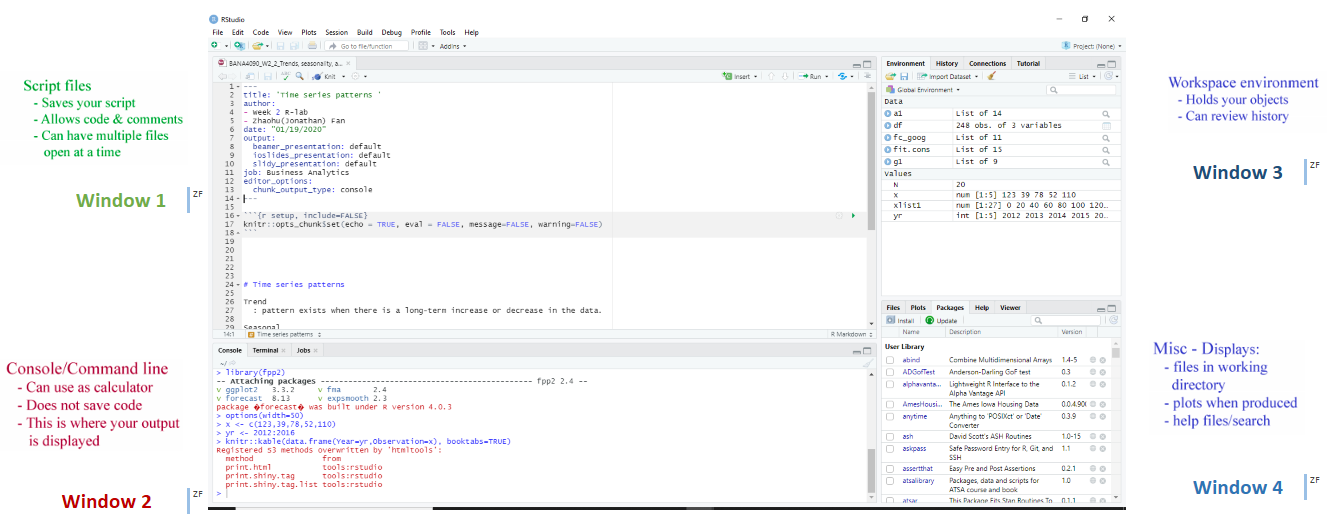 RStudio
File Edit Code View Plots Session Build Debug Profile Tools Help
Go to file/function Addins
Project: (None)
Script files
- Saves your script
- Allows code & comments
- Can have multiple files
open at a time
Window 1
ZF
BANA4090_W2_2_Trends, seasonality, a...
Knit Insert Run
1 ---
2 title: 'Time series patterns '
3 author:
4 - Week 2 R-lab
5 - Zhaohu(Jonathan) Fan
6 date: "01/19/2020"
7 output:
8 beamer_presentation: default
9 ioslides_presentation: default
10 slidy_presentation: default
11 job: Business Analytics
12 editor_options:
13 chunk_output_type: console
14 ---
15
16 ```{r setup, include=FALSE}
17 knitr::opts_chunk$set(echo = TRUE, eval = FALSE, message=FALSE, warning=FALSE)
18 ```
19
20
21
22
23
24 # Time series patterns
25
26 Trend
27 : pattern exists when there is a long-term increase or decrease in the data.
28
29 Seasonal
14:1 Time series patterns R Markdown
Console/Command line
- Can use as calculator
- Does not save code
- This is where your output
is displayed
Window 2
ZF
Console Terminal Jobs
~/
> library(fpp2)
-- Attaching packages ---------------------------------------------- fpp2 2.4 --
v ggplot2 3.3.2 v fma 2.4
v forecast 8.13 v expsmooth 2.3
package �forecast� was built under R version 4.0.3
> options(width=50)
> x <- c(123,39,78,52,110)
> yr <- 2012:2016
> knitr::kable(data.frame(Year=yr,Observation=x), booktabs=TRUE)
Registered S3 methods overwritten by 'htmltools':
method from
print.html tools:rstudio
print.shiny.tag tools:rstudio
print.shiny.tag.list tools:rstudio
>
Environment History Connections Tutorial
Import Dataset List
Global Environment
Data
a1 List of 14
df 248 obs. of 3 variables
fc_goog List of 11
fit.cons List of 15
g1 List of 9
Values
N 20
x num [1:5] 123 39 78 52 110
xlist1 num [1:27] 0 20 40 60 80 100 120...
yr int [1:5] 2012 2013 2014 2015 20...
Workspace environment
- Holds your objects
- Can review history
Window 3
ZF
Files Plots Packages Help Viewer
Install Update
Name Description Version
User Library
abind Combine Multidimensional Arrays 1.4-5
ADGofTest Anderson-Darling GoF test 0.3
alphavanta... Lightweight R Interface to the Alpha Vantage API 0.1.2
AmesHousi... The Ames Iowa Housing Data 0.0.4.900
anytime Anything to 'POSIXct' or 'Date' Converter 0.3.9
ash David Scott's ASH Routines 1.0-15
askpass Safe Password Entry for R, Git, and SSH 1.1
assertthat Easy Pre and Post Assertions 0.2.1
atsalibrary Packages, data and scripts for ATSA course and book 1.0
atsar This Package Fits Stan Routines To 0.1.1
Misc - Displays:
- files in working
directory
- plots when produced
- help files/search
Window 4
ZF